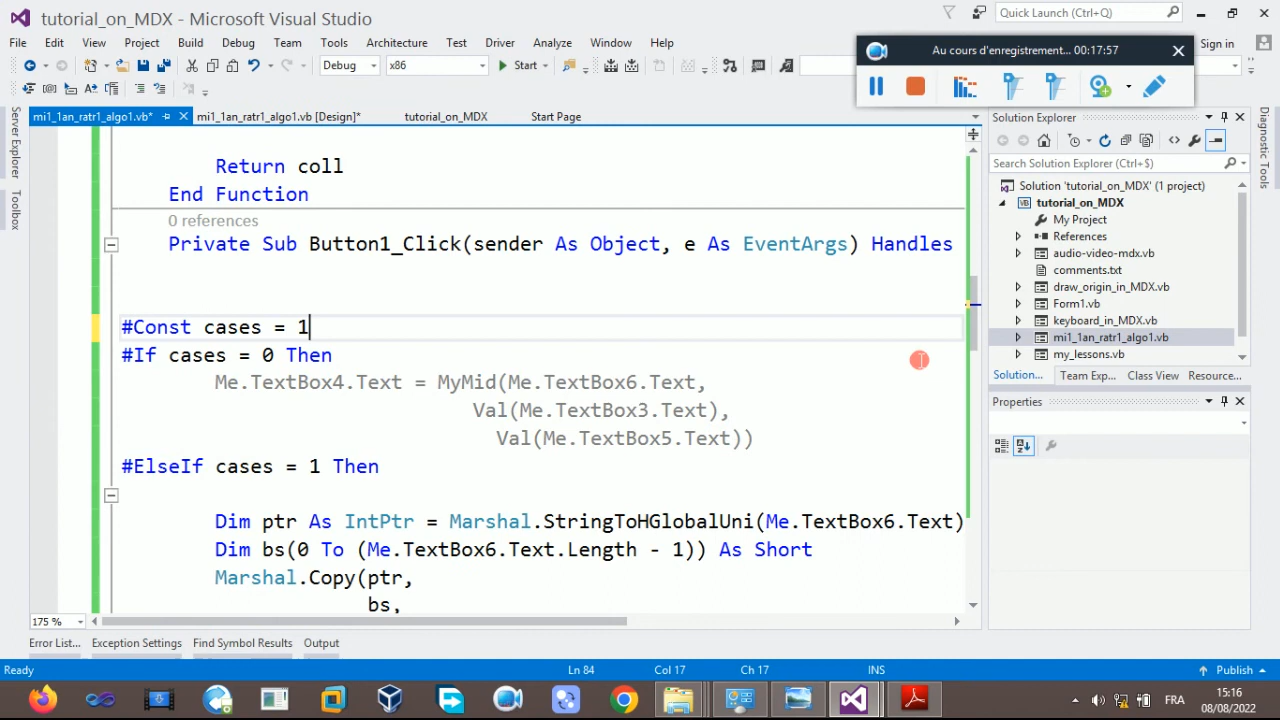 tutorial_on_MDX - Microsoft Visual Studio
Quick Launch (Ctrl+Q)
File Edit View Project Build Debug Team Tools Architecture Test Driver Analyze Window Help
Sign in
Au cours d'enregistrement... 00:17:57
Debug x86 Start
mi1_1an_ratr1_algo1.vb* mi1_1an_ratr1_algo1.vb [Design]* tutorial_on_MDX Start Page
Server Explorer
Toolbox
Return coll
End Function
0 references
Private Sub Button1_Click(sender As Object, e As EventArgs) Handles
#Const cases = 1
#If cases = 0 Then
Me.TextBox4.Text = MyMid(Me.TextBox6.Text,
Val(Me.TextBox3.Text),
Val(Me.TextBox5.Text))
#ElseIf cases = 1 Then
Dim ptr As IntPtr = Marshal.StringToHGlobalUni(Me.TextBox6.Text)
Dim bs(0 To (Me.TextBox6.Text.Length - 1)) As Short
Marshal.Copy(ptr,
bs,
175 %
Solution Explorer
Search Solution Explorer (Ctrl+$)
Solution 'tutorial_on_MDX' (1 project)
VB tutorial_on_MDX
My Project
References
audio-video-mdx.vb
comments.txt
draw_origin_in_MDX.vb
Form1.vb
keyboard_in_MDX.vb
mi1_1an_ratr1_algo1.vb
my_lessons.vb
Solution... Team Exp... Class View Resource...
Properties
Diagnostic Tools
Error List... Exception Settings Find Symbol Results Output
Ready Ln 84 Col 17 Ch 17 INS Publish
FRA
15:16
08/08/2022